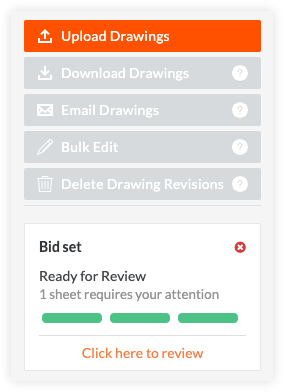 Upload Drawings
Download Drawings ?
Email Drawings ?
Bulk Edit ?
Delete Drawing Revisions ?
Bid set
Ready for Review
1 sheet requires your attention
Click here to review